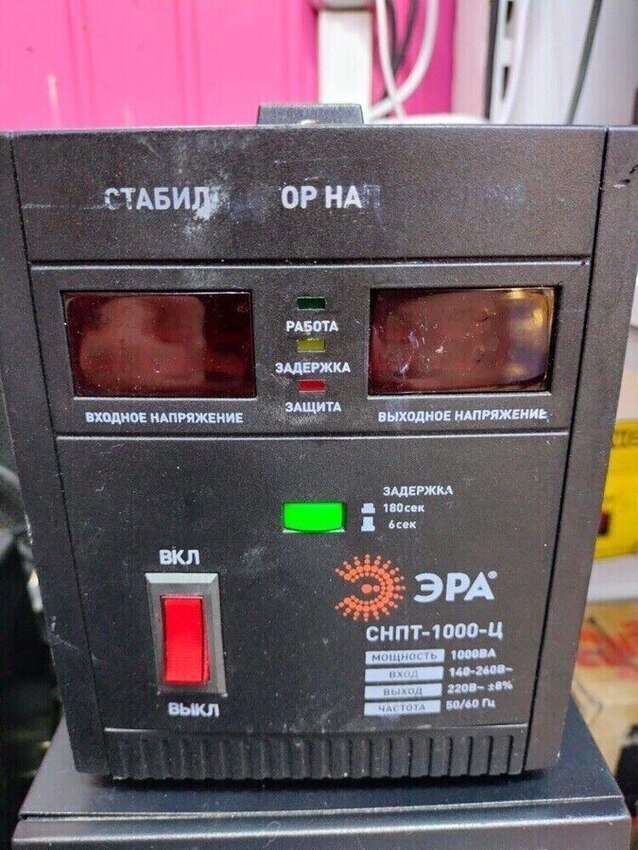 СТАБИЛ ОР НА
РАБОТА
ЗАДЕРЖКА
ЗАЩИТА
ВХОДНОЕ НАПРЯЖЕНИЕ
ВЫХОДНОЕ НАПРЯЖЕНИЕ
ЗАДЕРЖКА
180сек
6сек
ВКЛ
ВЫКЛ
ЭРА®
СНПТ-1000-Ц
МОЩНОСТЬ 1000ВА
ВХОД 140-260В~
ВЫХОД 220В~ ±8%
ЧАСТОТА 50/60 Гц